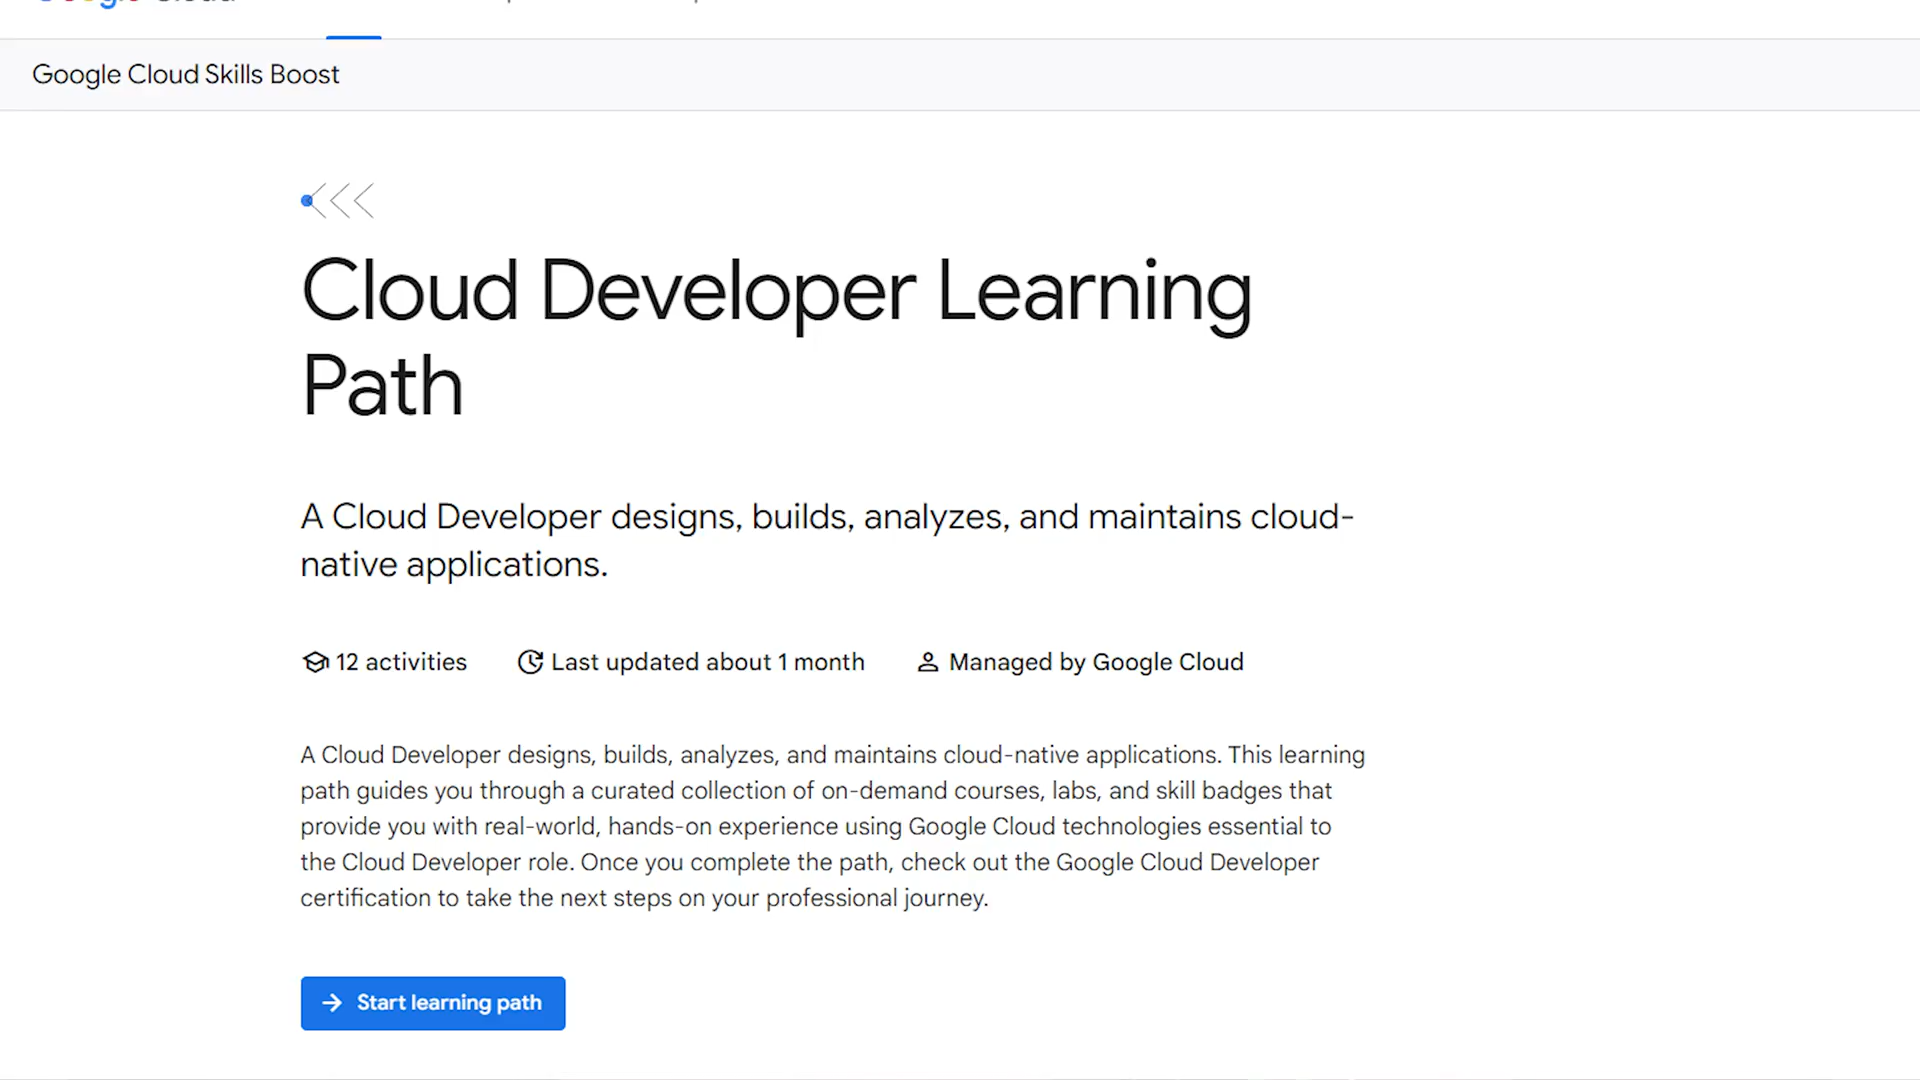 Google Cloud Skills Boost
Cloud Developer Learning
Path
A Cloud Developer designs, builds, analyzes, and maintains cloud-
native applications.
12 activities
Last updated about 1 month
Managed by Google Cloud
A Cloud Developer designs, builds, analyzes, and maintains cloud-native applications. This learning
path guides you through a curated collection of on-demand courses, labs, and skill badges that
provide you with real-world, hands-on experience using Google Cloud technologies essential to
the Cloud Developer role. Once you complete the path, check out the Google Cloud Developer
certification to take the next steps on your professional journey.
Start learning path